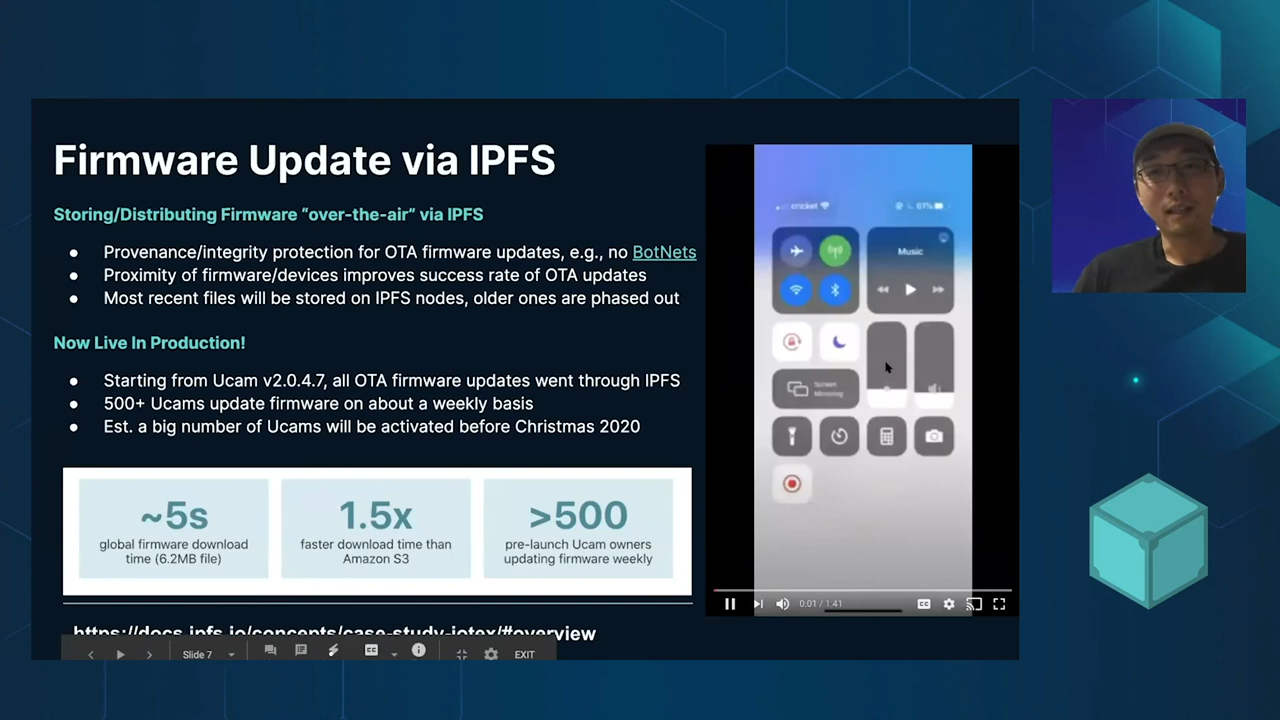 Firmware Update via IPFS
Storing/Distributing Firmware “over-the-air” via IPFS
● Provenance/integrity protection for OTA firmware updates, e.g., no BotNets
● Proximity of firmware/devices improves success rate of OTA updates
● Most recent files will be stored on IPFS nodes, older ones are phased out
Now Live In Production!
● Starting from Ucam v2.0.4.7, all OTA firmware updates went through IPFS
● 500+ Ucams update firmware on about a weekly basis
● Est. a big number of Ucams will be activated before Christmas 2020
~5s
global firmware download
time (6.2MB file)
1.5x
faster download time than
Amazon S3
>500
pre-launch Ucam owners
updating firmware weekly
https://docs.ipfs.io/concepts/case-study-iotex/#overview
Slide 7
CC
EXIT
cricket
61%
Music
Screen
Mirroring
0:01 / 1:41
CC